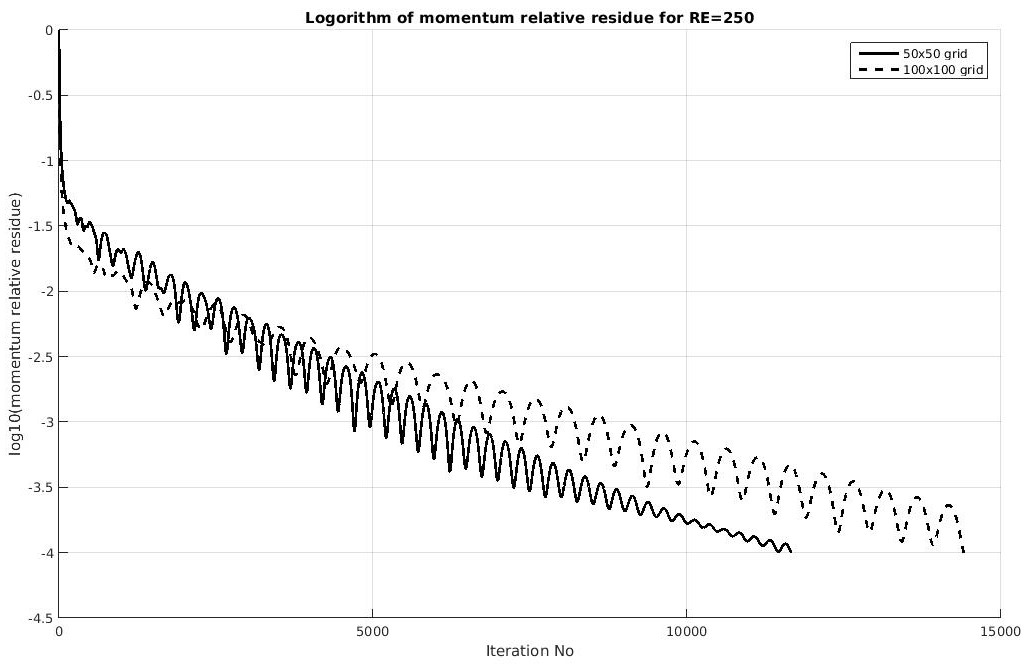 Logorithm of momentum relative residue for RE=250
50x50 grid
100x100 grid
log10(momentum relative residue)
0
-0.5
-1
-1.5
-2
-2.5
-3
-3.5
-4
-4.5
0
5000
10000
15000
Iteration No